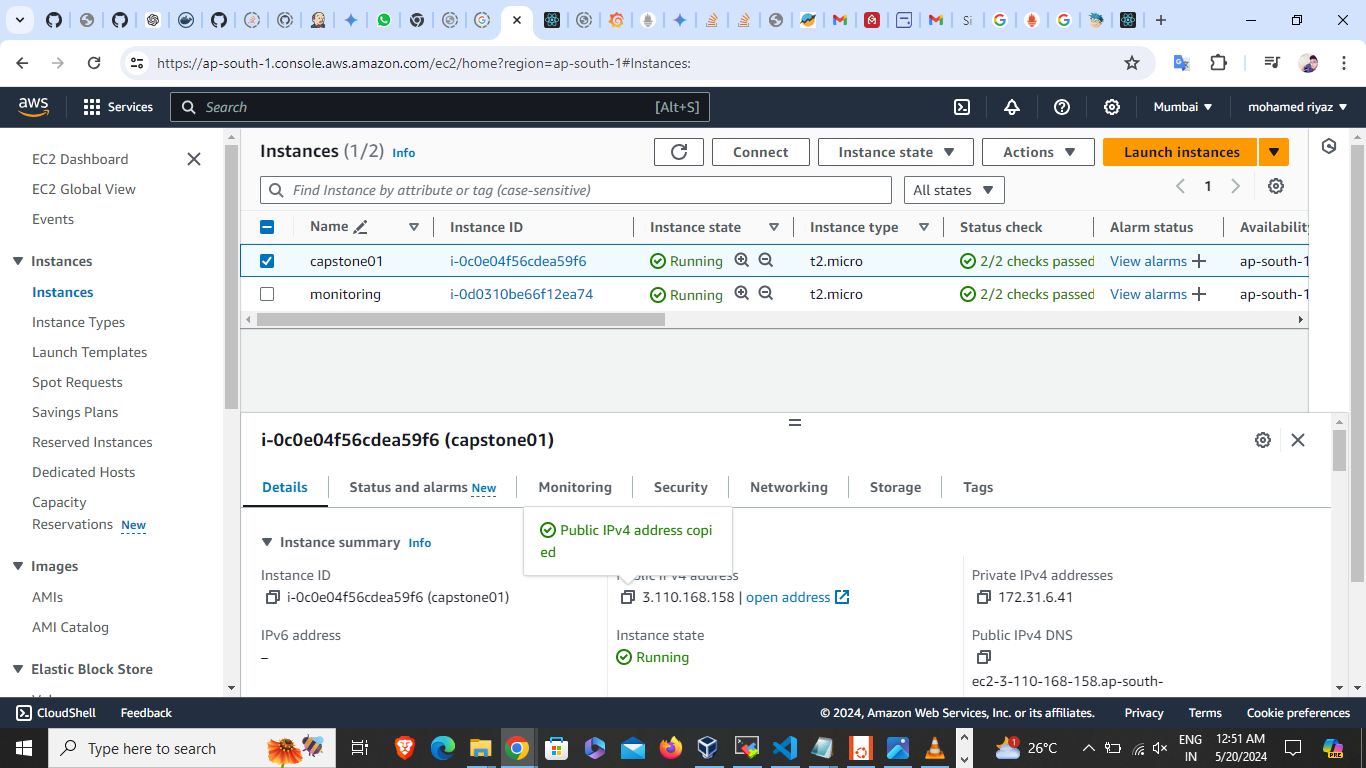 https://ap-south-1.console.aws.amazon.com/ec2/home?region=ap-south-1#Instances:
aws
Services
Search
[Alt+S]
Mumbai
mohamed riyaz
EC2 Dashboard
EC2 Global View
Events
Instances
Instances
Instance Types
Launch Templates
Spot Requests
Savings Plans
Reserved Instances
Dedicated Hosts
Capacity
Reservations New
Images
AMIs
AMI Catalog
Elastic Block Store
Instances (1/2) Info
Connect
Instance state
Actions
Launch instances
Find Instance by attribute or tag (case-sensitive)
All states
1
Name Instance ID Instance state Instance type Status check Alarm status Availability
capstone01 i-0c0e04f56cdea59f6 Running t2.micro 2/2 checks passed View alarms ap-south-1
monitoring i-0d0310be66f12ea74 Running t2.micro 2/2 checks passed View alarms ap-south-1
i-0c0e04f56cdea59f6 (capstone01)
Details Status and alarms New Monitoring Security Networking Storage Tags
Public IPv4 address copi
ed
Instance summary Info
Instance ID
i-0c0e04f56cdea59f6 (capstone01)
IPv6 address
–
Public IPv4 address
3.110.168.158 | open address
Instance state
Running
Private IPv4 addresses
172.31.6.41
Public IPv4 DNS
ec2-3-110-168-158.ap-south-
CloudShell Feedback
© 2024, Amazon Web Services, Inc. or its affiliates. Privacy Terms Cookie preferences
Type here to search
26°C
ENG
IN
12:51 AM
5/20/2024